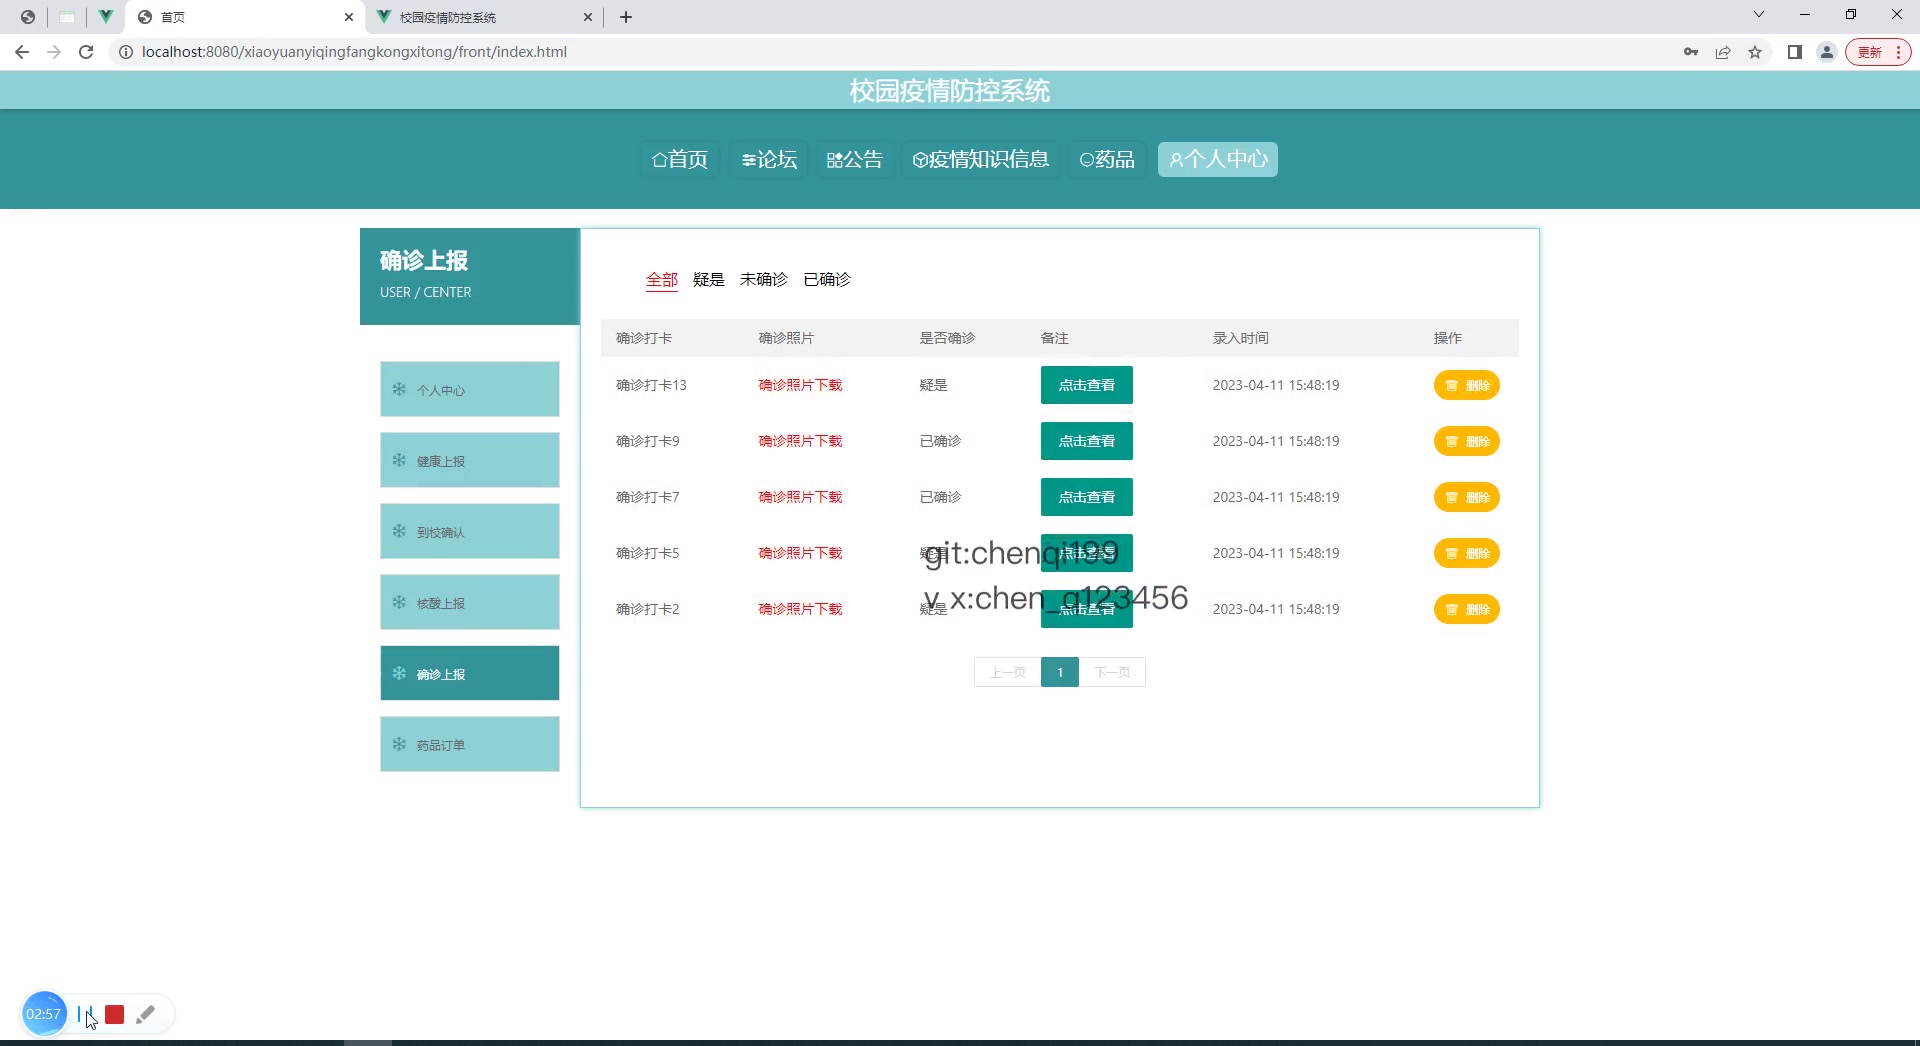 首页
校园疫情防控系统
localhost:8080/xiaoyuanyiqingfangkongxitong/front/index.html
更新
校园疫情防控系统
首页 论坛 公告 疫情知识信息 药品 个人中心
确诊上报
USER / CENTER
个人中心
健康上报
到校确认
核酸上报
确诊上报
药品订单
全部 疑是 未确诊 已确诊
确诊打卡 确诊照片 是否确诊 备注 录入时间 操作
确诊打卡13 确诊照片下载 疑是 点击查看 2023-04-11 15:48:19 删除
确诊打卡9 确诊照片下载 已确诊 点击查看 2023-04-11 15:48:19 删除
确诊打卡7 确诊照片下载 已确诊 点击查看 2023-04-11 15:48:19 删除
确诊打卡5 确诊照片下载 疑是 点击查看 2023-04-11 15:48:19 删除
git:chenqi199
确诊打卡2 确诊照片下载 疑是 点击查看 2023-04-11 15:48:19 删除
v x:chen_q123456
上一页 1 下一页
02:57